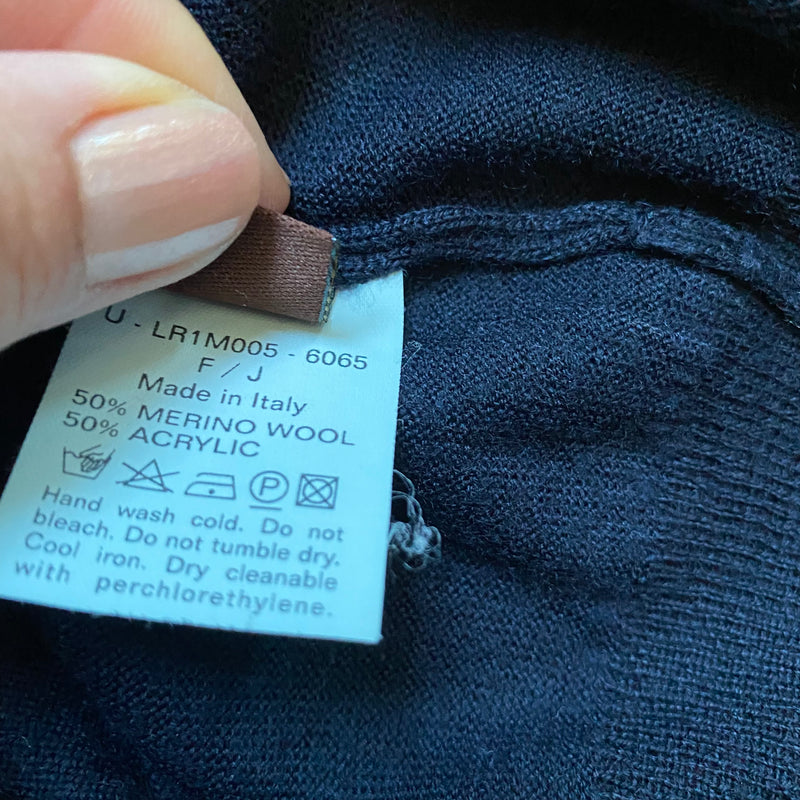 U - LR1M005 - 6065
F / J
Made in Italy
50% MERINO WOOL
50% ACRYLIC
P
Hand wash cold. Do not
bleach. Do not tumble dry.
Cool iron. Dry cleanable
with perchlorethylene.